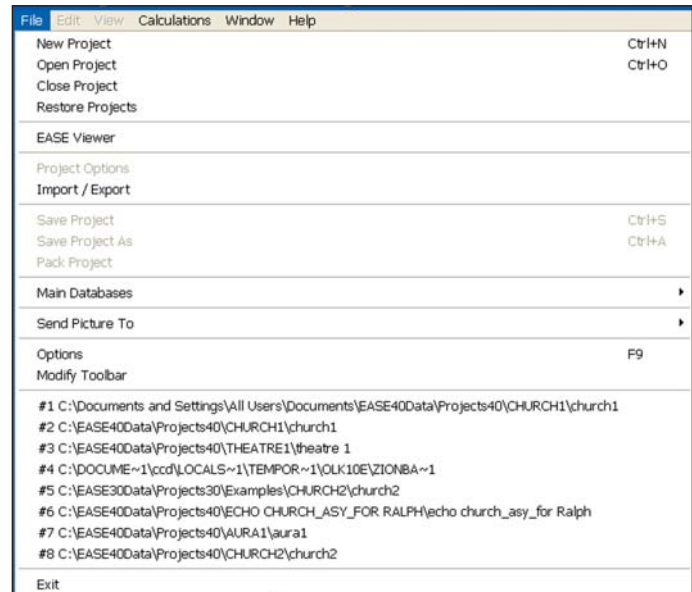 File Edit View Calculations Window Help
New Project Ctrl+N
Open Project Ctrl+O
Close Project
Restore Projects
EASE Viewer
Project Options
Import / Export
Save Project Ctrl+S
Save Project As Ctrl+A
Pack Project
Main Databases
Send Picture To
Options F9
Modify Toolbar
#1 C:\Documents and Settings\All Users\Documents\EASE40Data\Projects40\CHURCH1\church1
#2 C:\EASE40Data\Projects40\CHURCH1\church1
#3 C:\EASE40Data\Projects40\THEATRE1\theatre 1
#4 C:\DOCUME~1\ccd\LOCALS~1\TEMPOR~1\OLK10E\ZIONBA~1
#5 C:\EASE30Data\Projects30\Examples\CHURCH2\church2
#6 C:\EASE40Data\Projects40\ECHO CHURCH_ASY_FOR RALPH\echo church_asy_for Ralph
#7 C:\EASE40Data\Projects40\AURA1\aura1
#8 C:\EASE40Data\Projects40\CHURCH2\church2
Exit